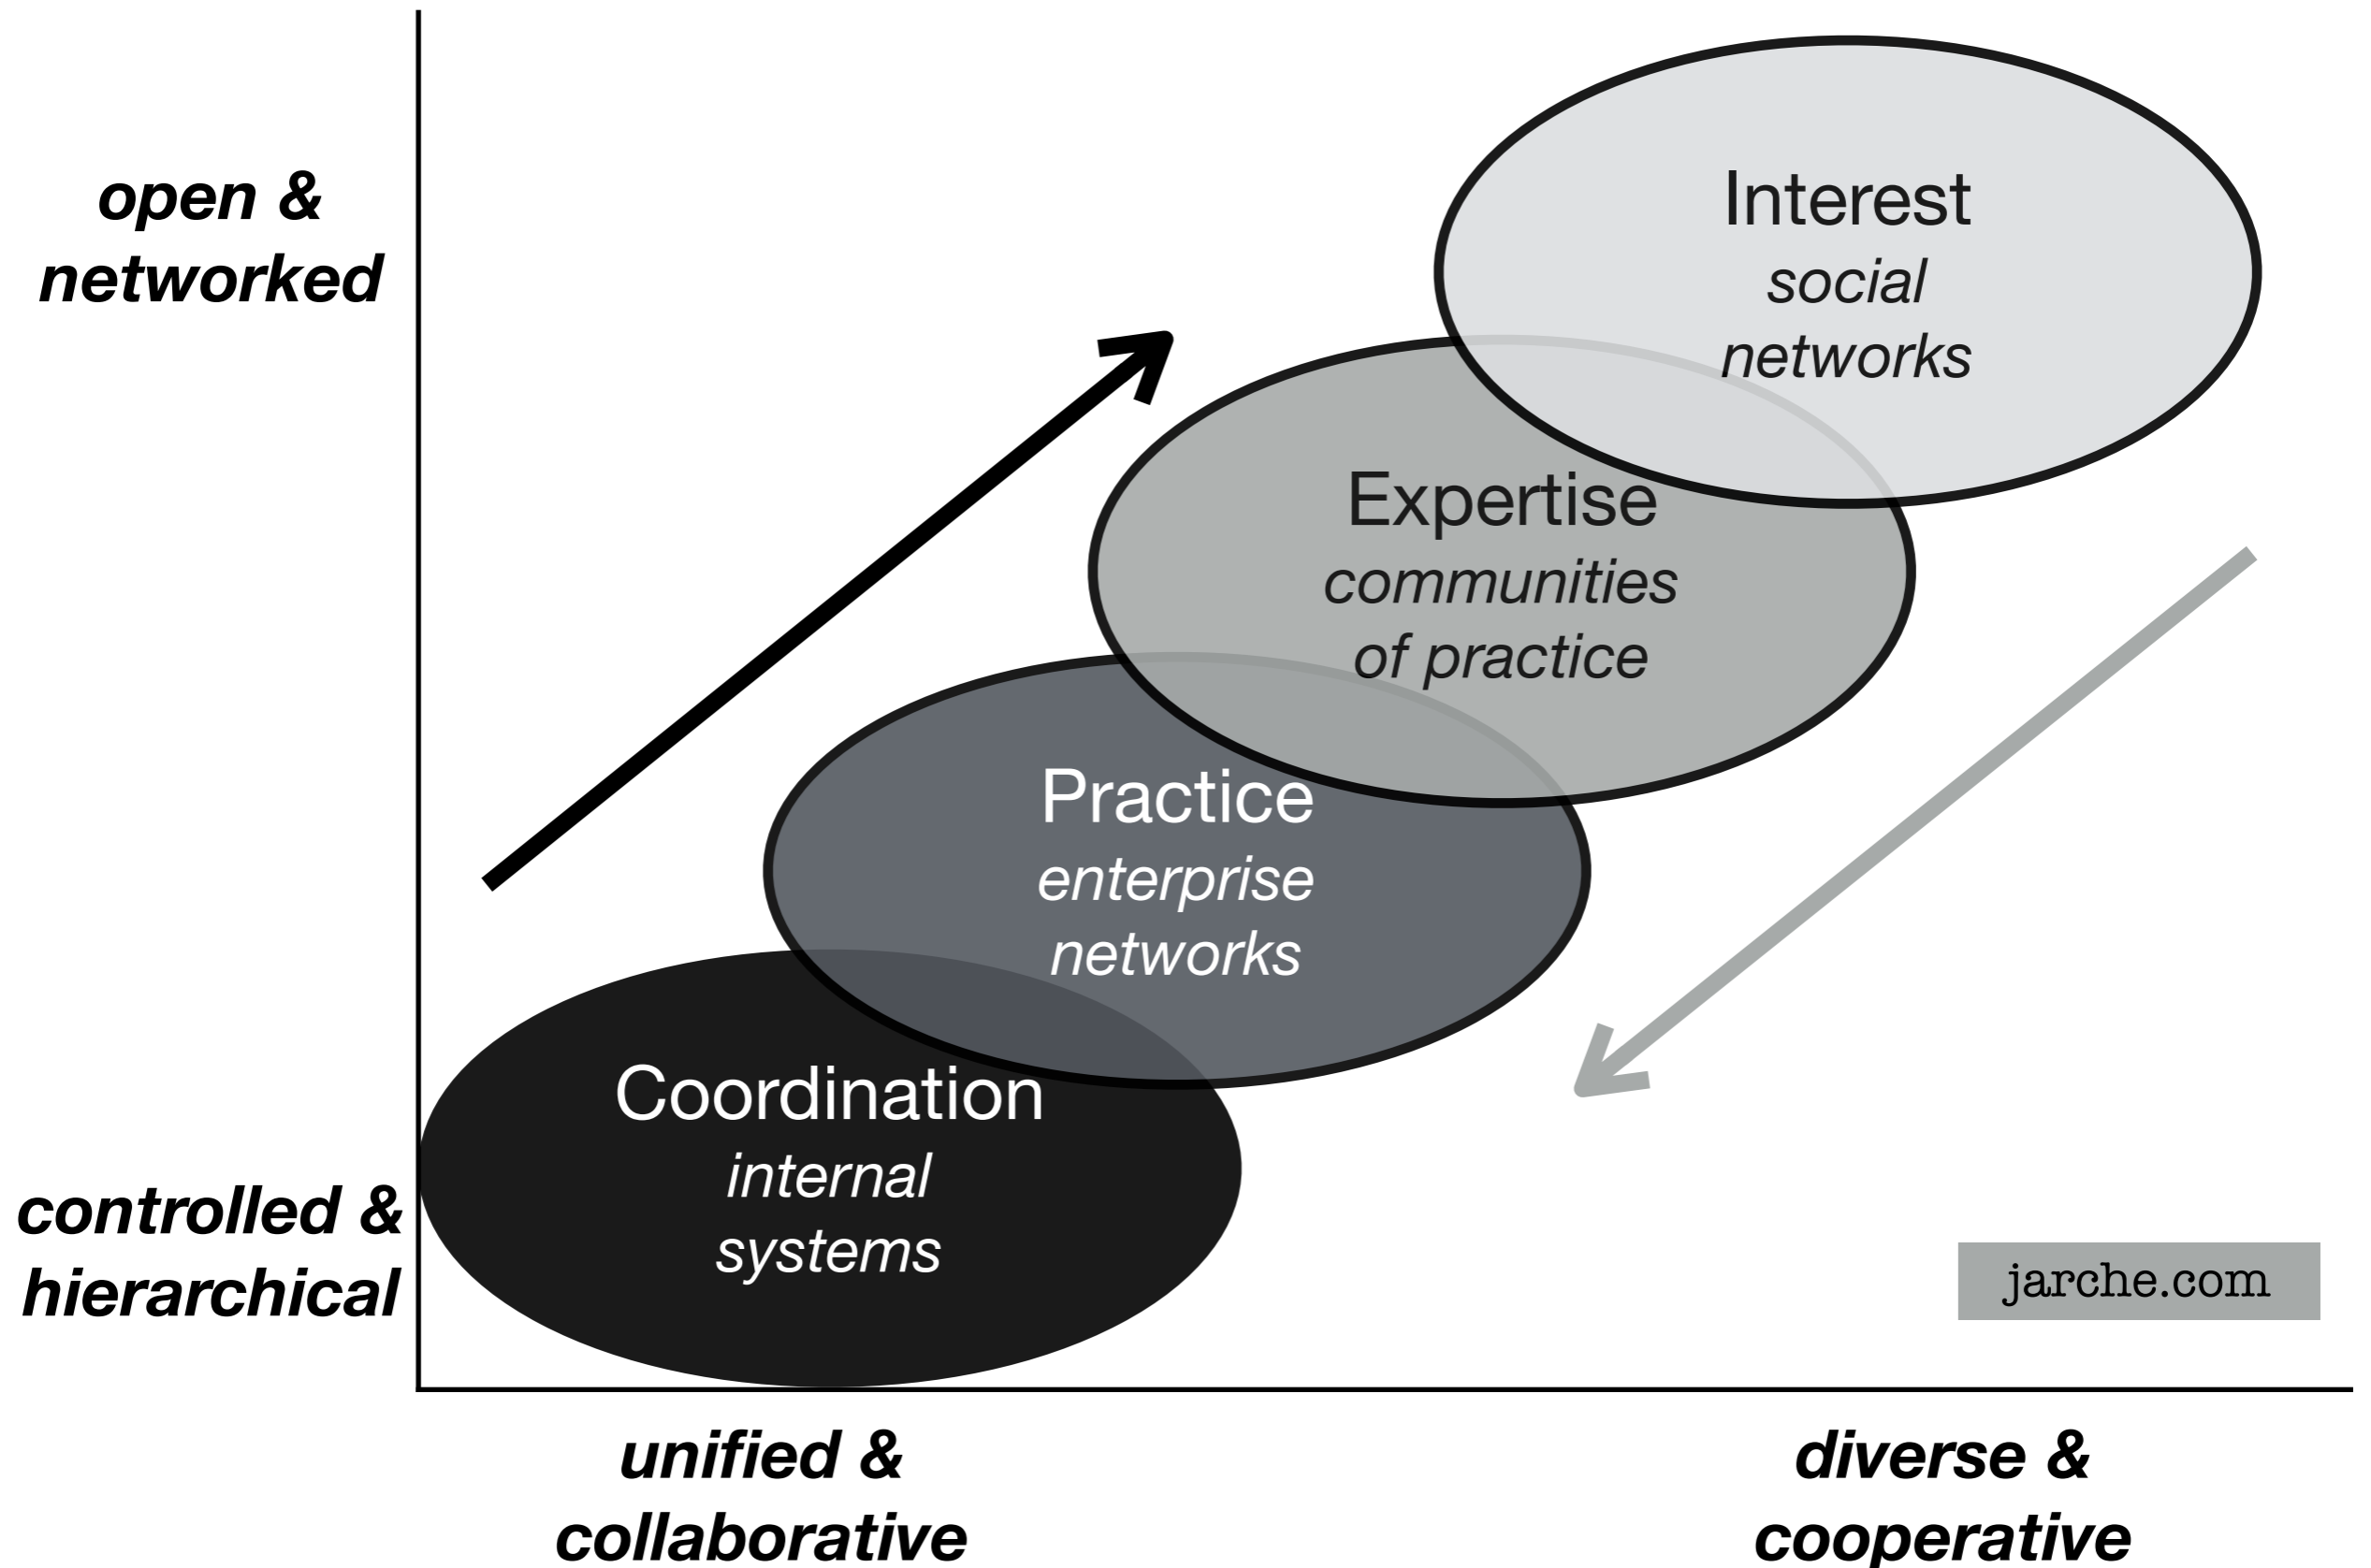 open &
networked
Interest
social
networks
Expertise
communities
of practice
Practice
enterprise
networks
Coordination
internal
systems
controlled &
hierarchical
jarche.com
unified &
collaborative
diverse &
cooperative